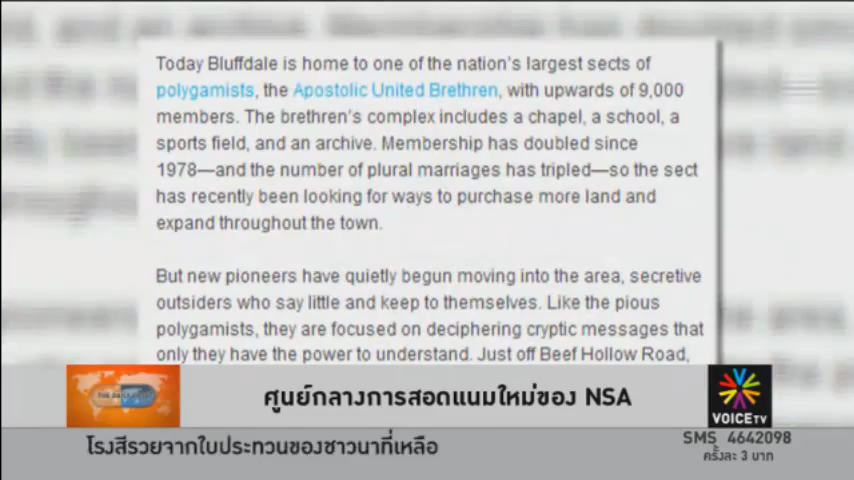 Today Bluffdale is home to one of the nation's largest sects of
polygamists, the Apostolic United Brethren, with upwards of 9,000
members. The brethren's complex includes a chapel, a school, a
sports field, and an archive. Membership has doubled since
1978—and the number of plural marriages has tripled—so the sect
has recently been looking for ways to purchase more land and
expand throughout the town.
But new pioneers have quietly begun moving into the area, secretive
outsiders who say little and keep to themselves. Like the pious
polygamists, they are focused on deciphering cryptic messages that
only they have the power to understand. Just off Beef Hollow Road,
ศูนย์กลางการสอดแนมใหม่ของ NSA
VOICE TV
โรงสีรวยจากใบประทวนของชาวนาที่เหลือ
SMS 4642098
ครั้งละ 3 บาท